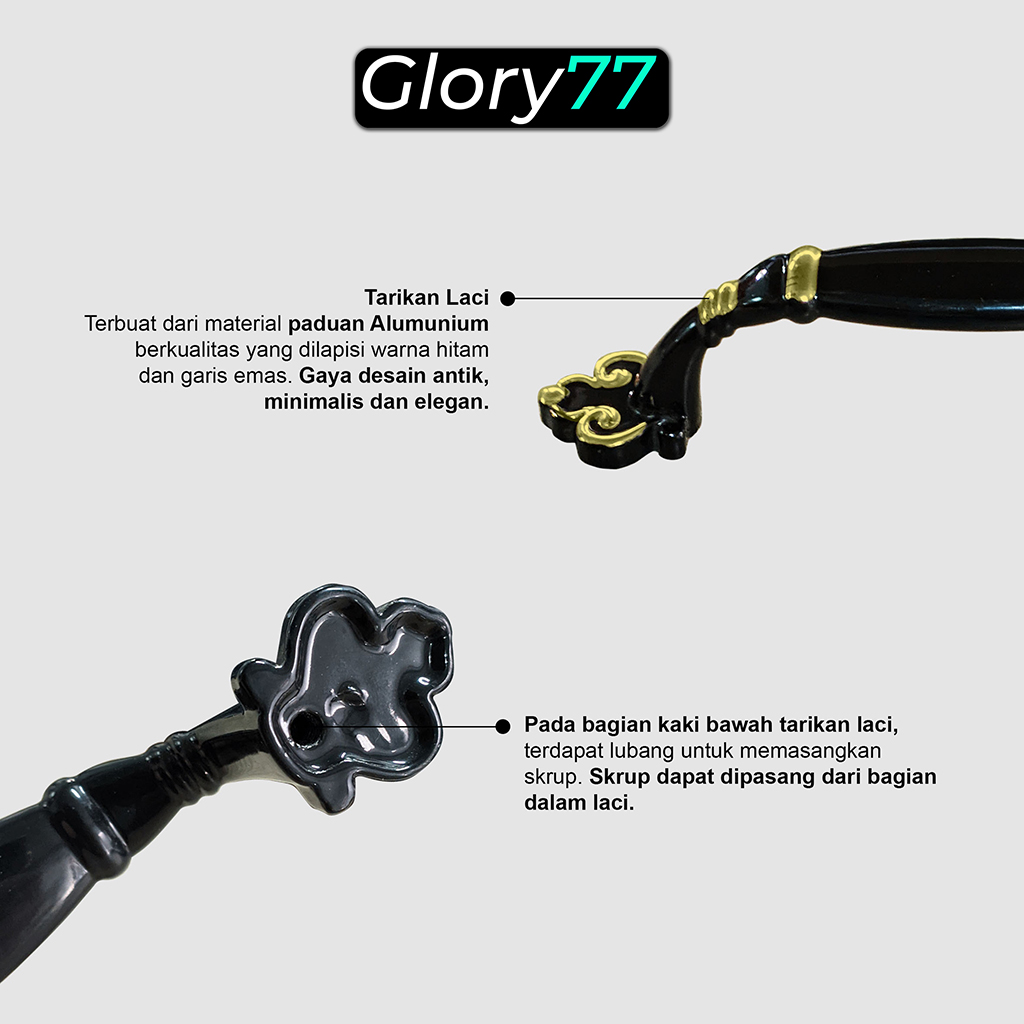 Glory77
Tarikan Laci
Terbuat dari material paduan Alumunium
berkualitas yang dilapisi warna hitam
dan garis emas. Gaya desain antik,
minimalis dan elegan.
Pada bagian kaki bawah tarikan laci,
terdapat lubang untuk memasangkan
skrup. Skrup dapat dipasang dari bagian
dalam laci.